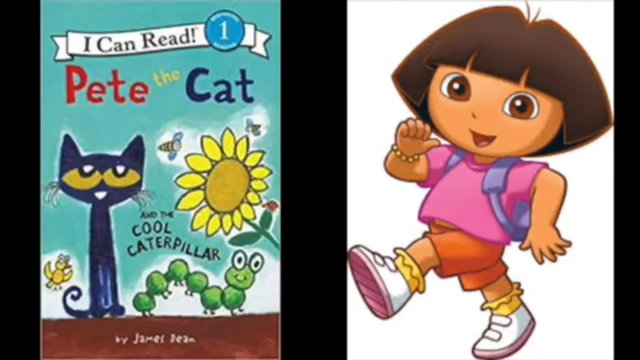 I Can Read!
1
Pete the Cat
AND THE
COOL
CATERPILLAR
by James Dean